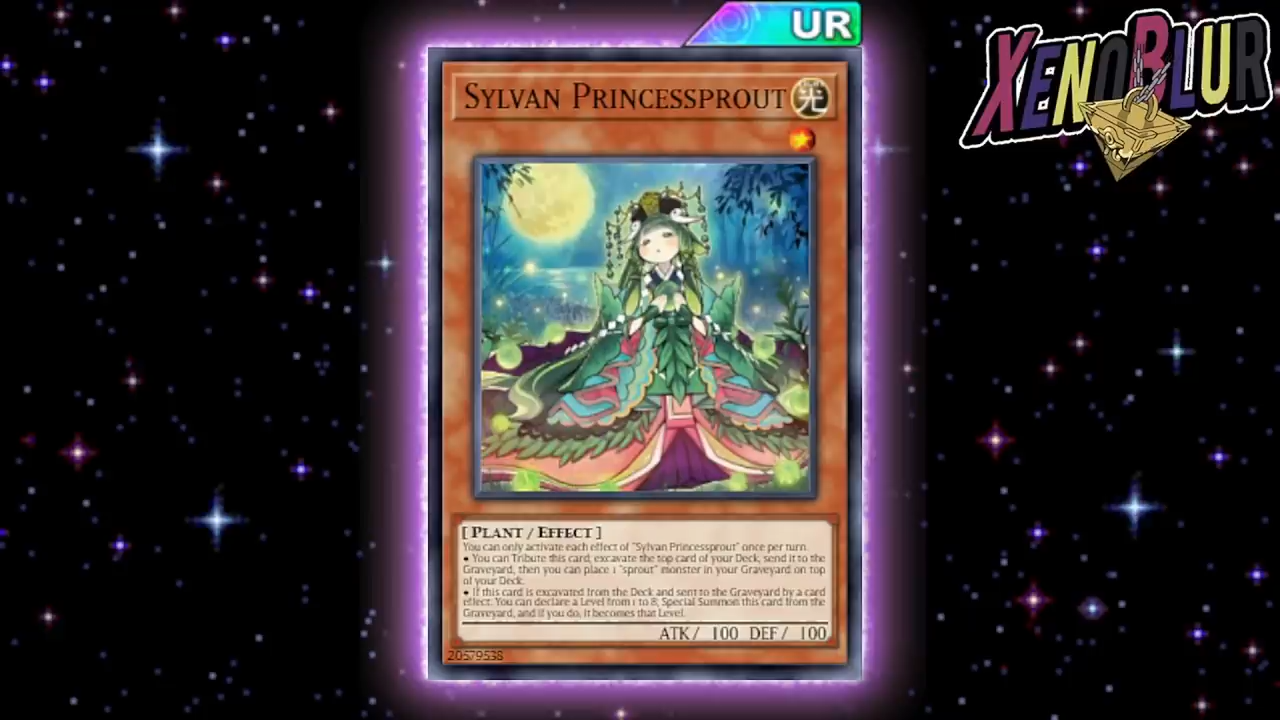 UR
XENOBLUR
SYLVAN PRINCESSPROUT 光
[ PLANT / EFFECT ]
You can only activate each effect of "Sylvan Princessprout" once per turn.
● You can Tribute this card; excavate the top card of your Deck, send it to the
Graveyard, then you can place 1 "sprout" monster in your Graveyard on top
of your Deck.
● If this card is excavated from the Deck and sent to the Graveyard by a card
effect: You can declare a Level from 1 to 8; Special Summon this card from the
Graveyard, and if you do, it becomes that Level.
ATK/ 100 DEF/ 100
20579538